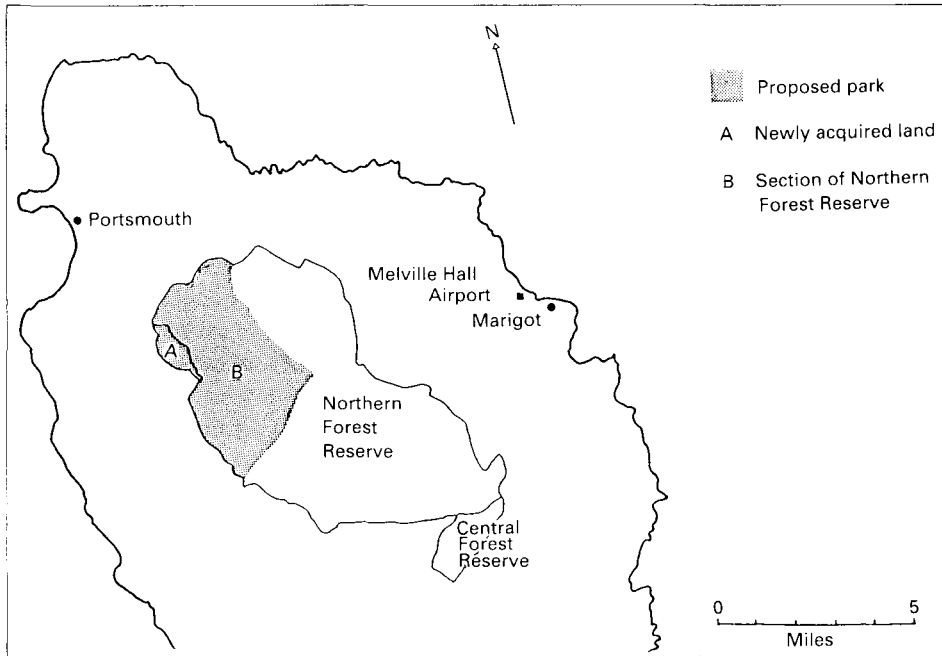 N
Proposed park
A Newly acquired land
B Section of Northern
Forest Reserve
Portsmouth
Melville Hall
Airport
Marigot
A
B
Northern
Forest
Reserve
Central
Forest
Reserve
0 5
Miles